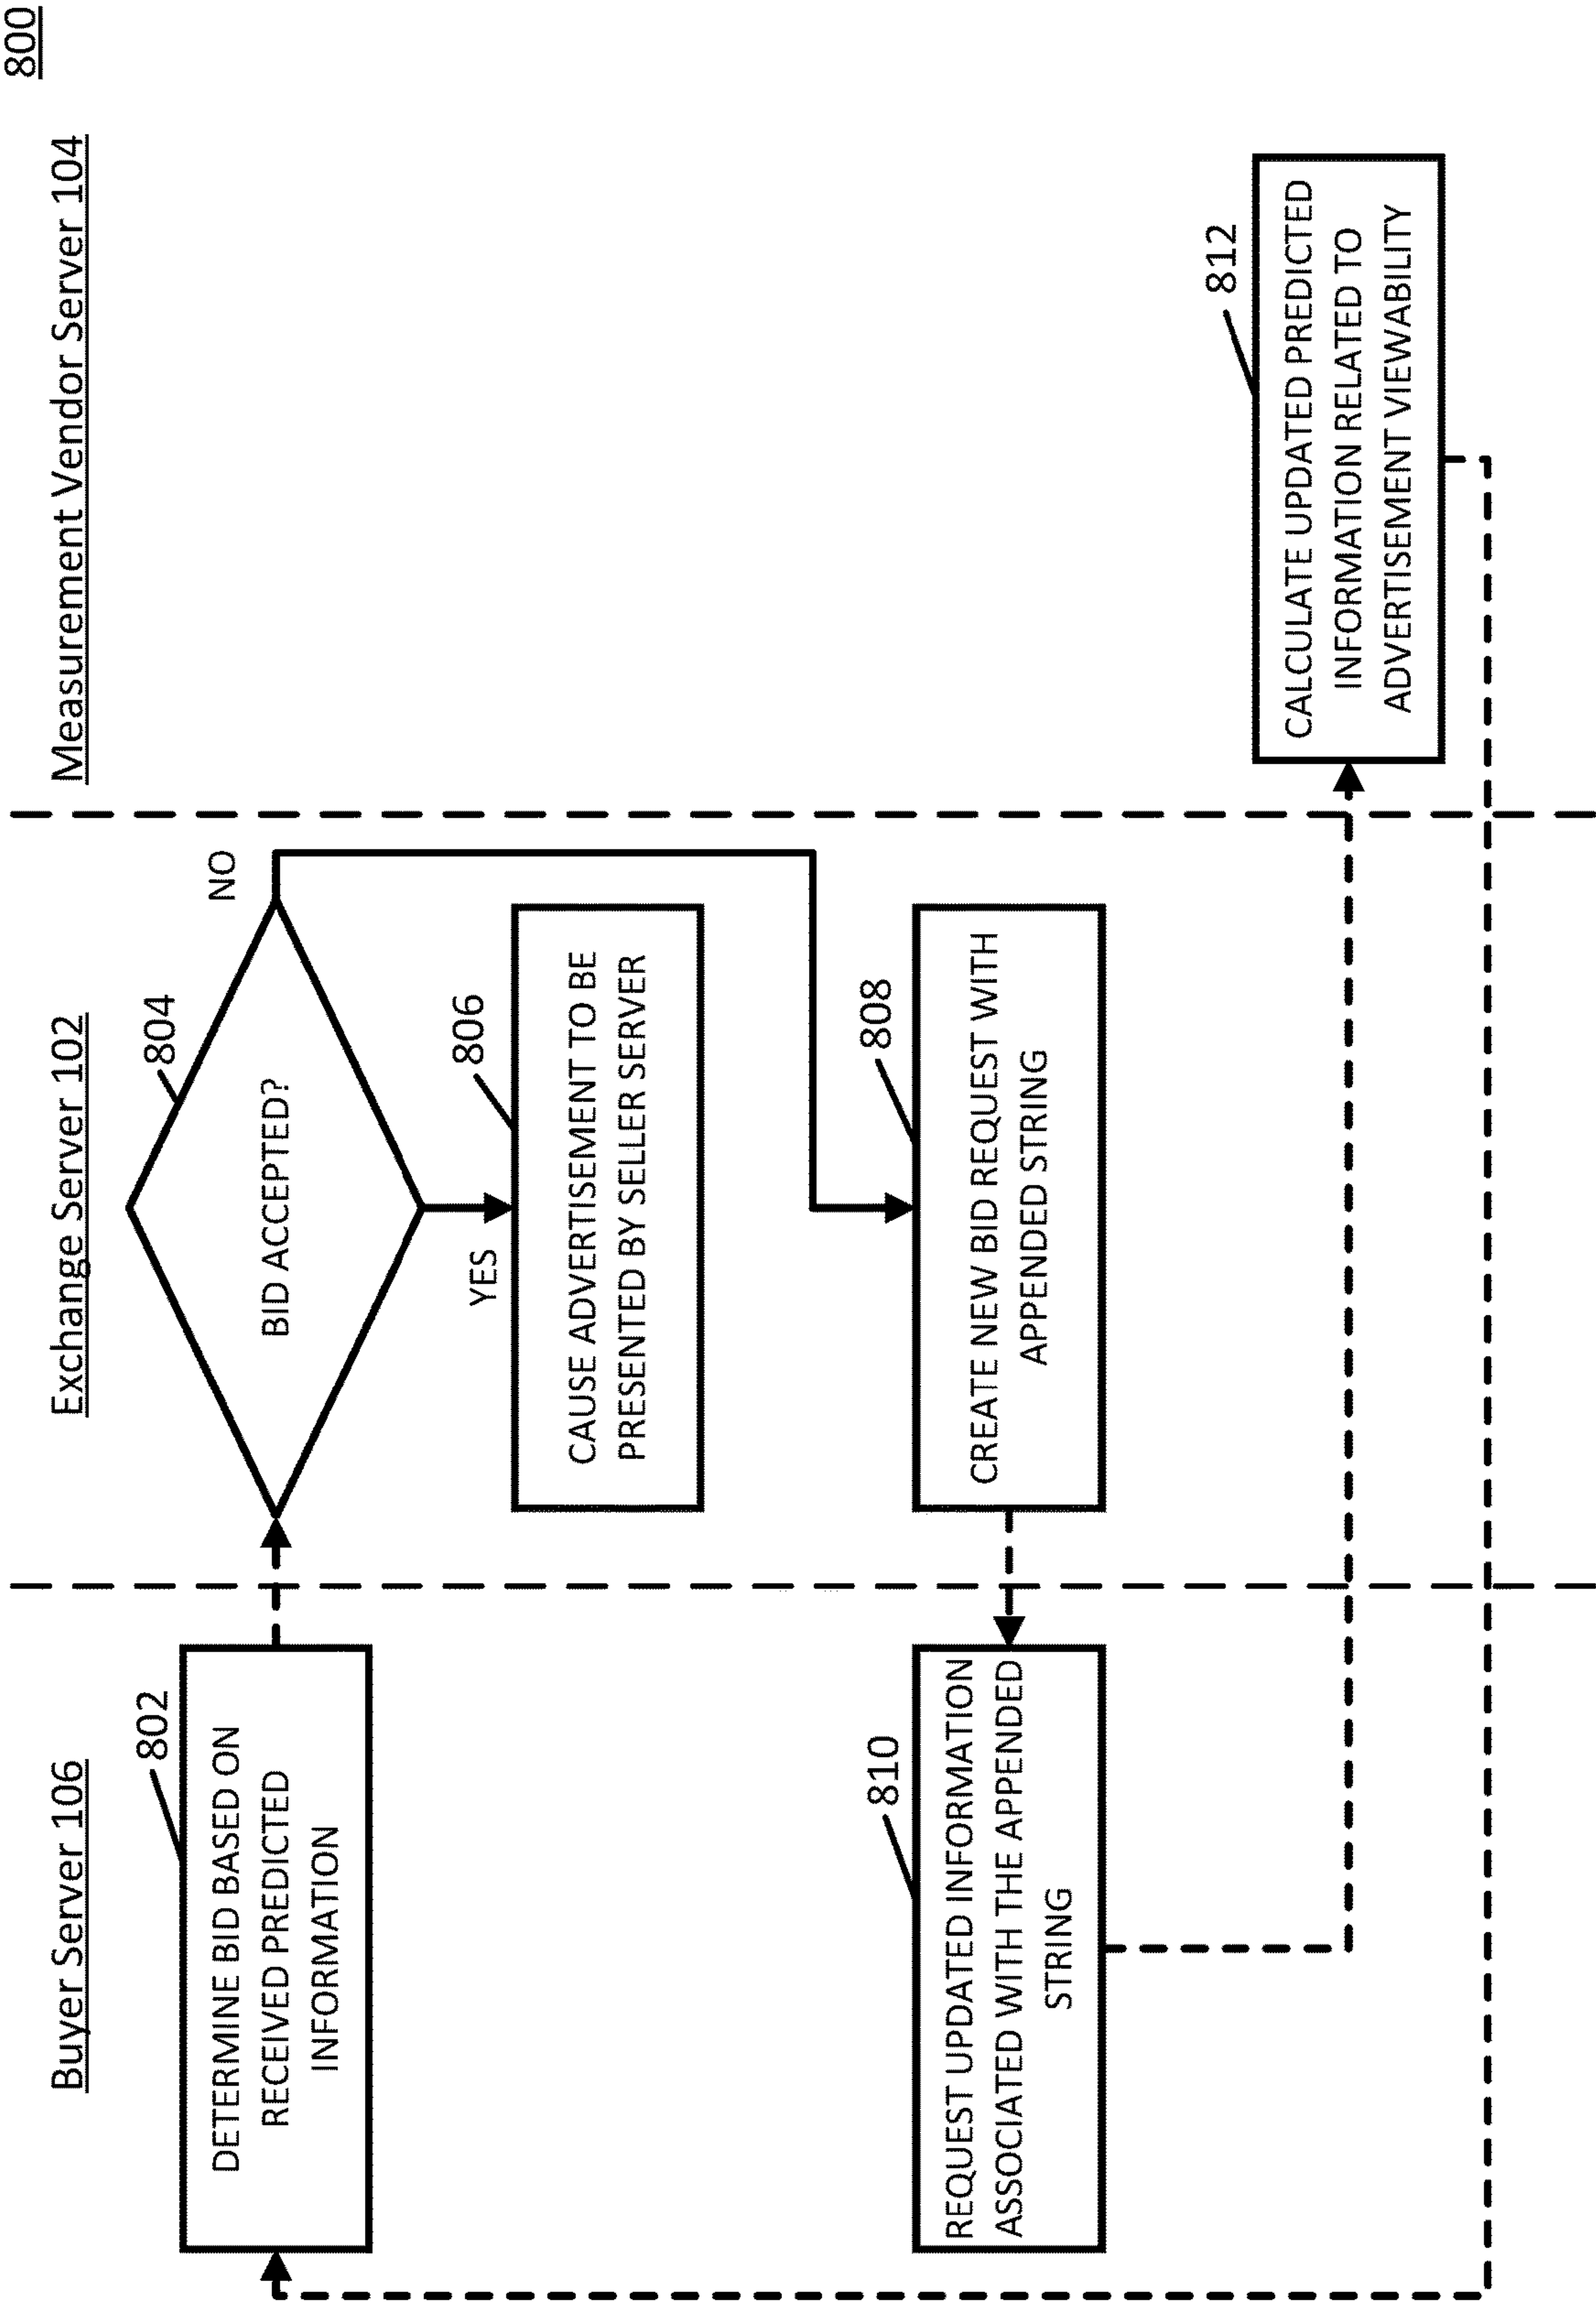 800
Buyer Server 106
Exchange Server 102
Measurement Vendor Server 104
802
DETERMINE BID BASED ON
RECEIVED PREDICTED
INFORMATION
804
BID ACCEPTED?
NO
YES
806
CAUSE ADVERTISEMENT TO BE
PRESENTED BY SELLER SERVER
808
CREATE NEW BID REQUEST WITH
APPENDED STRING
810
REQUEST UPDATED INFORMATION
ASSOCIATED WITH THE APPENDED
STRING
812
CALCULATE UPDATED PREDICTED
INFORMATION RELATED TO
ADVERTISEMENT VIEWABILITY